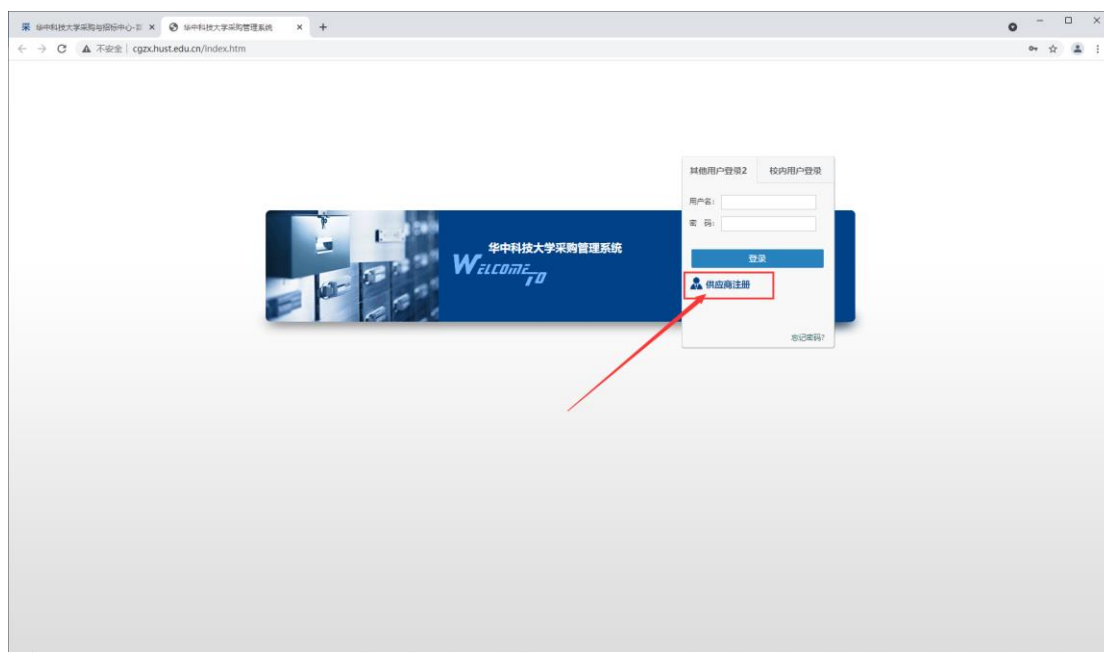 华中科技大学采购与招标中心-
华中科技大学采购管理系统
不安全 | cgzx.hust.edu.cn/index.htm
其他用户登录2 校内用户登录
用户名:
密 码:
登录
华中科技大学采购管理系统
WELCOME TO
供应商注册
忘记密码?